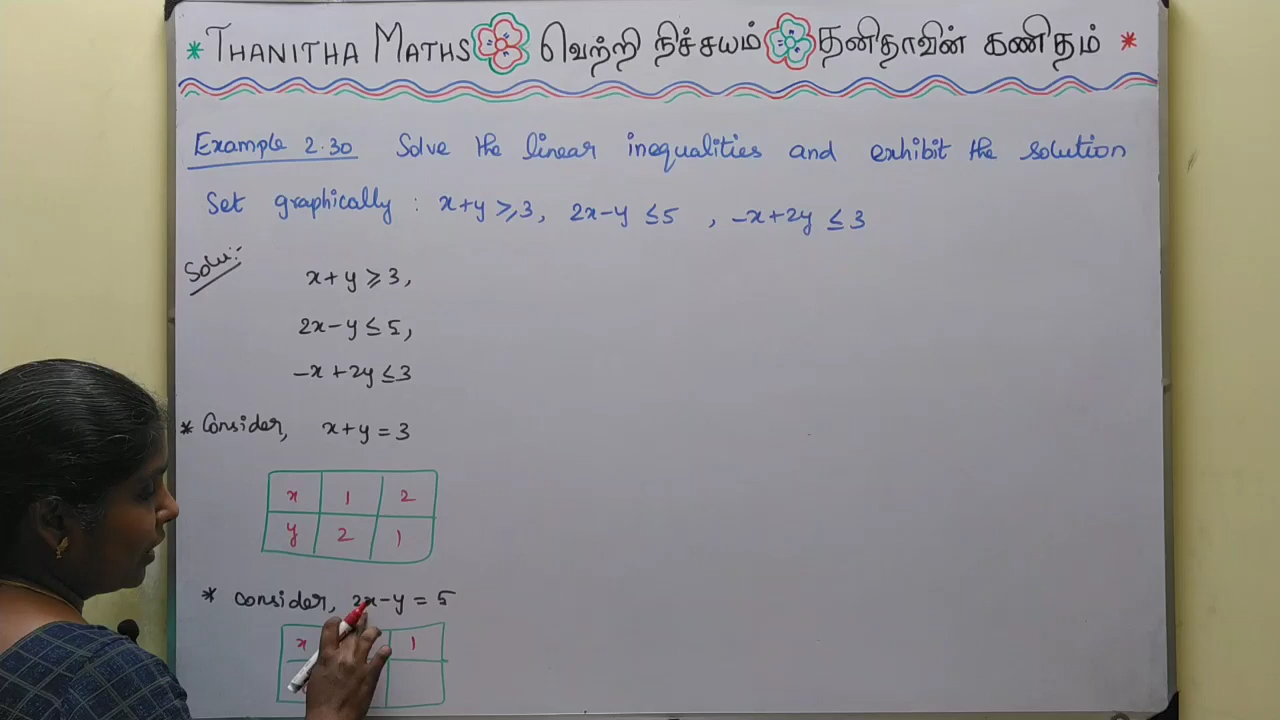 * THANITHA MATHS வெற்றி நிச்சயம் தனிதாவின் கணிதம் *
Example 2.30 Solve the linear inequalities and exhibit the solution
Set graphically : x+y ≥ 3, 2x-y ≤ 5 , -x+2y ≤ 3
Solu:-
x+y ≥ 3,
2x-y ≤ 5,
-x+2y ≤ 3
* Consider, x+y = 3
x 1 2
y 2 1
* Consider, 2x-y = 5
x 1